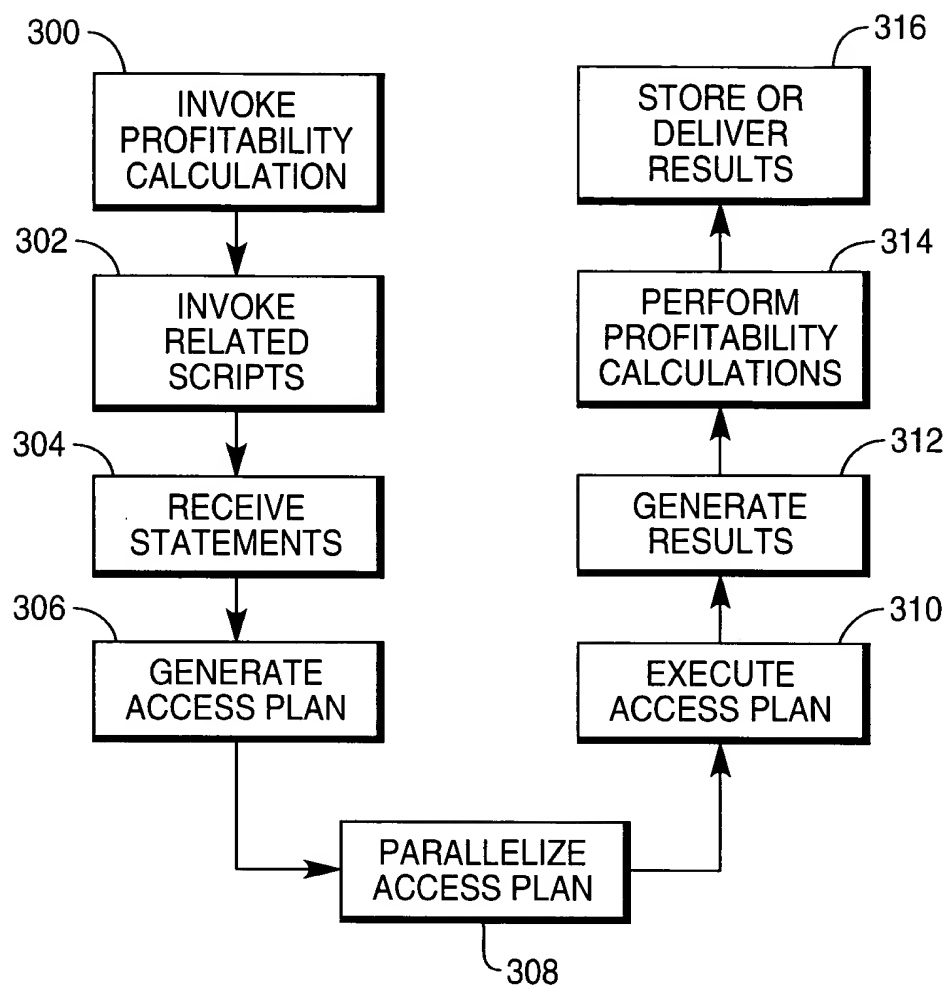 300
INVOKE
PROFITABILITY
CALCULATION
302
INVOKE
RELATED
SCRIPTS
304
RECEIVE
STATEMENTS
306
GENERATE
ACCESS PLAN
PARALLELIZE
ACCESS PLAN
308
310
EXECUTE
ACCESS PLAN
312
GENERATE
RESULTS
314
PERFORM
PROFITABILITY
CALCULATIONS
316
STORE OR
DELIVER
RESULTS